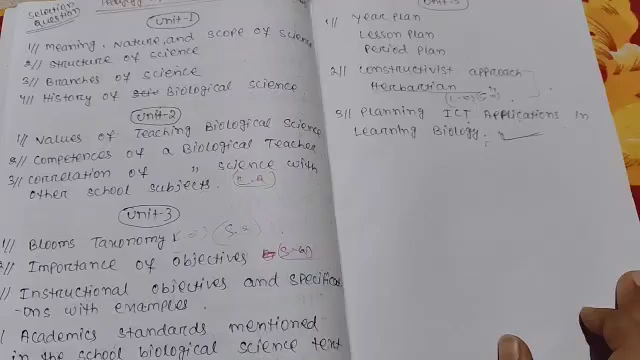 Selection
Question
Unit-1
1// Meaning, Nature, and scope of Science
2// Structure of science
3// Branches of science
4// History of Biological science
Unit-2
1// Values of Teaching Biological Science
2// Competences of a Biological Teacher
3// Correlation of " science with
other school subjects.
Unit-3
1// Blooms Taxonomy
2// Importance of objectives
// Instructional objectives and specificati
-ons with examples.
Academics standards mentioned
in the school biological science text
1// Year plan
Lesson plan
Period plan
2// Constructivist approach
Herbartian "
3// Planning ICT Applications in
Learning Biology.